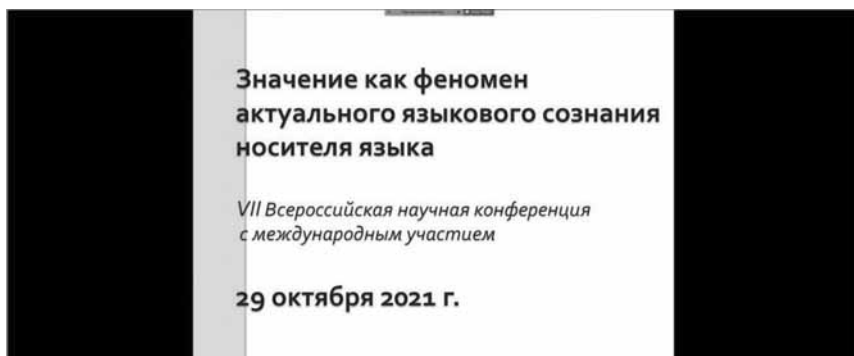 Значение как феномен
актуального языкового сознания
носителя языка
VII Всероссийская научная конференция
с международным участием
29 октября 2021 г.